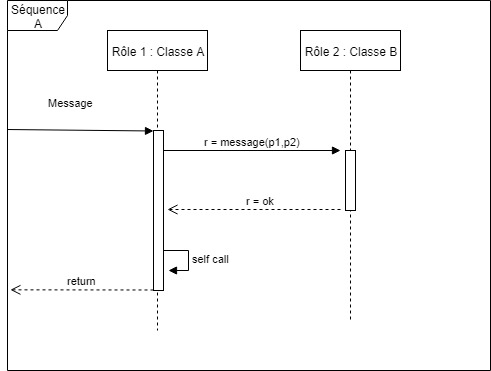 Séquence
A
Rôle 1 : Classe A
Rôle 2 : Classe B
Message
r = message(p1,p2)
r = ok
self call
return